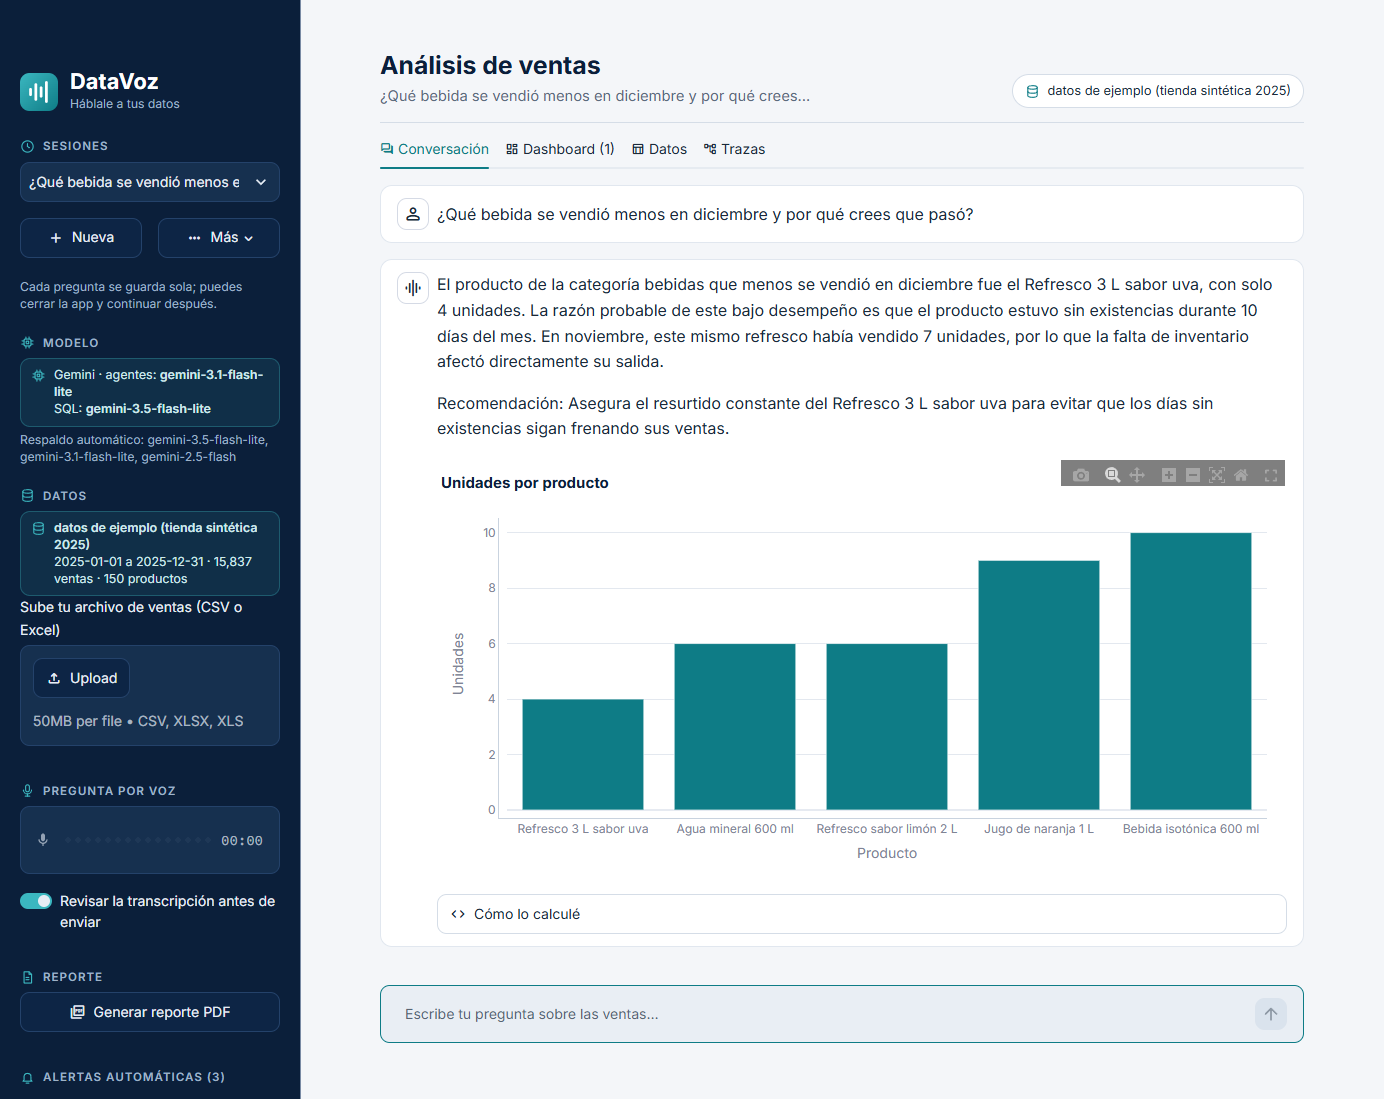 DataVoz
Háblale a tus datos
SESIONES
¿Qué bebida se vendió menos e
Nueva
Más
Cada pregunta se guarda sola; puedes
cerrar la app y continuar después.
MODELO
Gemini · agentes: gemini-3.1-flash-
lite
SQL: gemini-3.5-flash-lite
Respaldo automático: gemini-3.5-flash-lite,
gemini-3.1-flash-lite, gemini-2.5-flash
DATOS
datos de ejemplo (tienda sintética
2025)
2025-01-01 a 2025-12-31 · 15,837
ventas · 150 productos
Sube tu archivo de ventas (CSV o
Excel)
Upload
50MB per file • CSV, XLSX, XLS
PREGUNTA POR VOZ
00:00
Revisar la transcripción antes de
enviar
REPORTE
Generar reporte PDF
ALERTAS AUTOMÁTICAS (3)
Análisis de ventas
¿Qué bebida se vendió menos en diciembre y por qué crees...
datos de ejemplo (tienda sintética 2025)
Conversación
Dashboard (1)
Datos
Trazas
¿Qué bebida se vendió menos en diciembre y por qué crees que pasó?
El producto de la categoría bebidas que menos se vendió en diciembre fue el Refresco 3 L sabor uva, con solo
4 unidades. La razón probable de este bajo desempeño es que el producto estuvo sin existencias durante 10
días del mes. En noviembre, este mismo refresco había vendido 7 unidades, por lo que la falta de inventario
afectó directamente su salida.
Recomendación: Asegura el resurtido constante del Refresco 3 L sabor uva para evitar que los días sin
existencias sigan frenando sus ventas.
Unidades por producto
10
8
6
4
2
0
Unidades
Refresco 3 L sabor uva
Agua mineral 600 ml
Refresco sabor limón 2 L
Jugo de naranja 1 L
Bebida isotónica 600 ml
Producto
Cómo lo calculé
Escribe tu pregunta sobre las ventas...